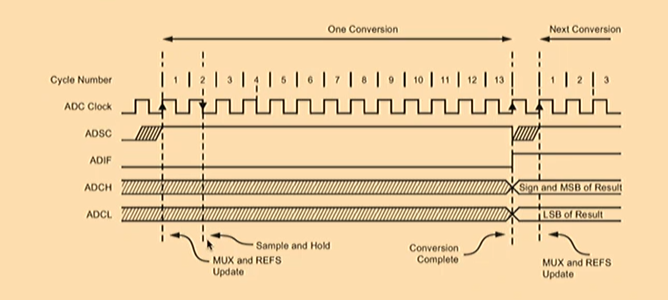 One Conversion
Next Conversion
Cycle Number 1 2 3 4 5 6 7 8 9 10 11 12 13 1 2 3
ADC Clock
ADSC
ADIF
ADCH Sign and MSB of Result
ADCL LSB of Result
Sample and Hold
MUX and REFS
Update
Conversion
Complete
MUX and REFS
Update